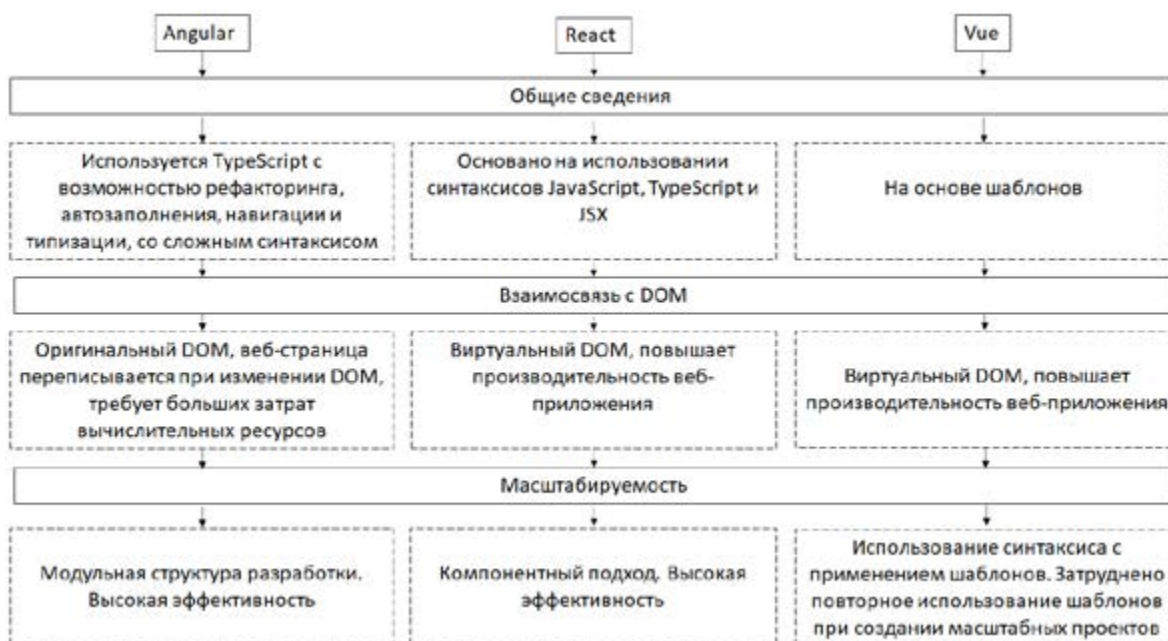 Angular
React
Vue
Общие сведения
Используется TypeScript с
возможностью рефакторинга,
автозаполнения, навигации и
типизации, со сложным синтаксисом
Основано на использовании
синтаксисов JavaScript, TypeScript и
JSX
На основе шаблонов
Взаимосвязь с DOM
Оригинальный DOM, веб-страница
переписывается при изменении DOM,
требует больших затрат
вычислительных ресурсов
Виртуальный DOM, повышает
производительность веб-
приложения
Виртуальный DOM, повышает
производительность веб-приложения
Масштабируемость
Модульная структура разработки.
Высокая эффективность
Компонентный подход. Высокая
эффективность
Использование синтаксиса с
применением шаблонов. Затруднено
повторное использование шаблонов
при создании масштабных проектов